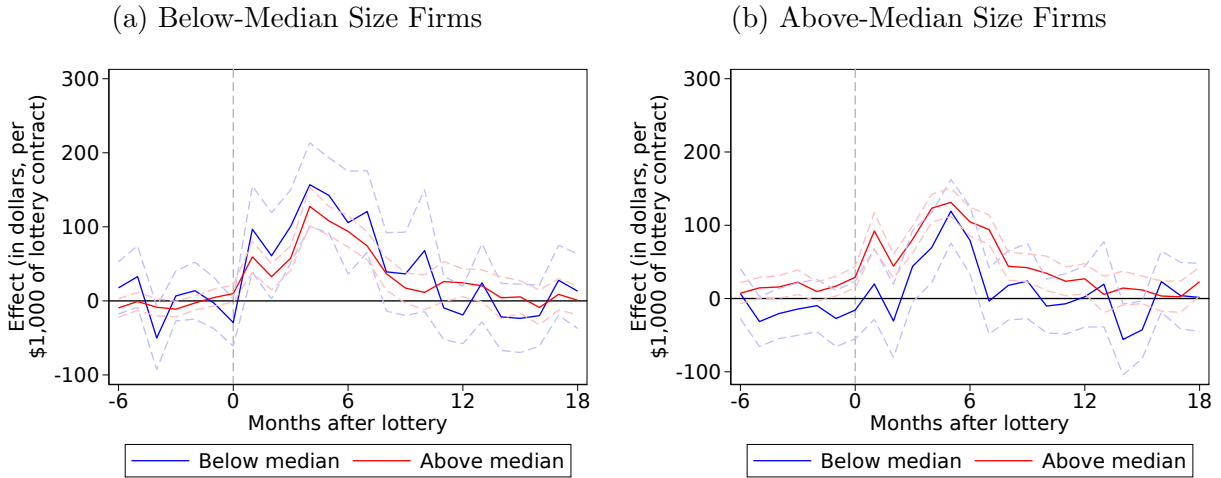 (a) Below-Median Size Firms
Effect (in dollars, per
$1,000 of lottery contract)
300
200
100
0
-100
-6 0 6 12 18
Months after lottery
Below median Above median
(b) Above-Median Size Firms
Effect (in dollars, per
$1,000 of lottery contract)
300
200
100
0
-100
-6 0 6 12 18
Months after lottery
Below median Above median